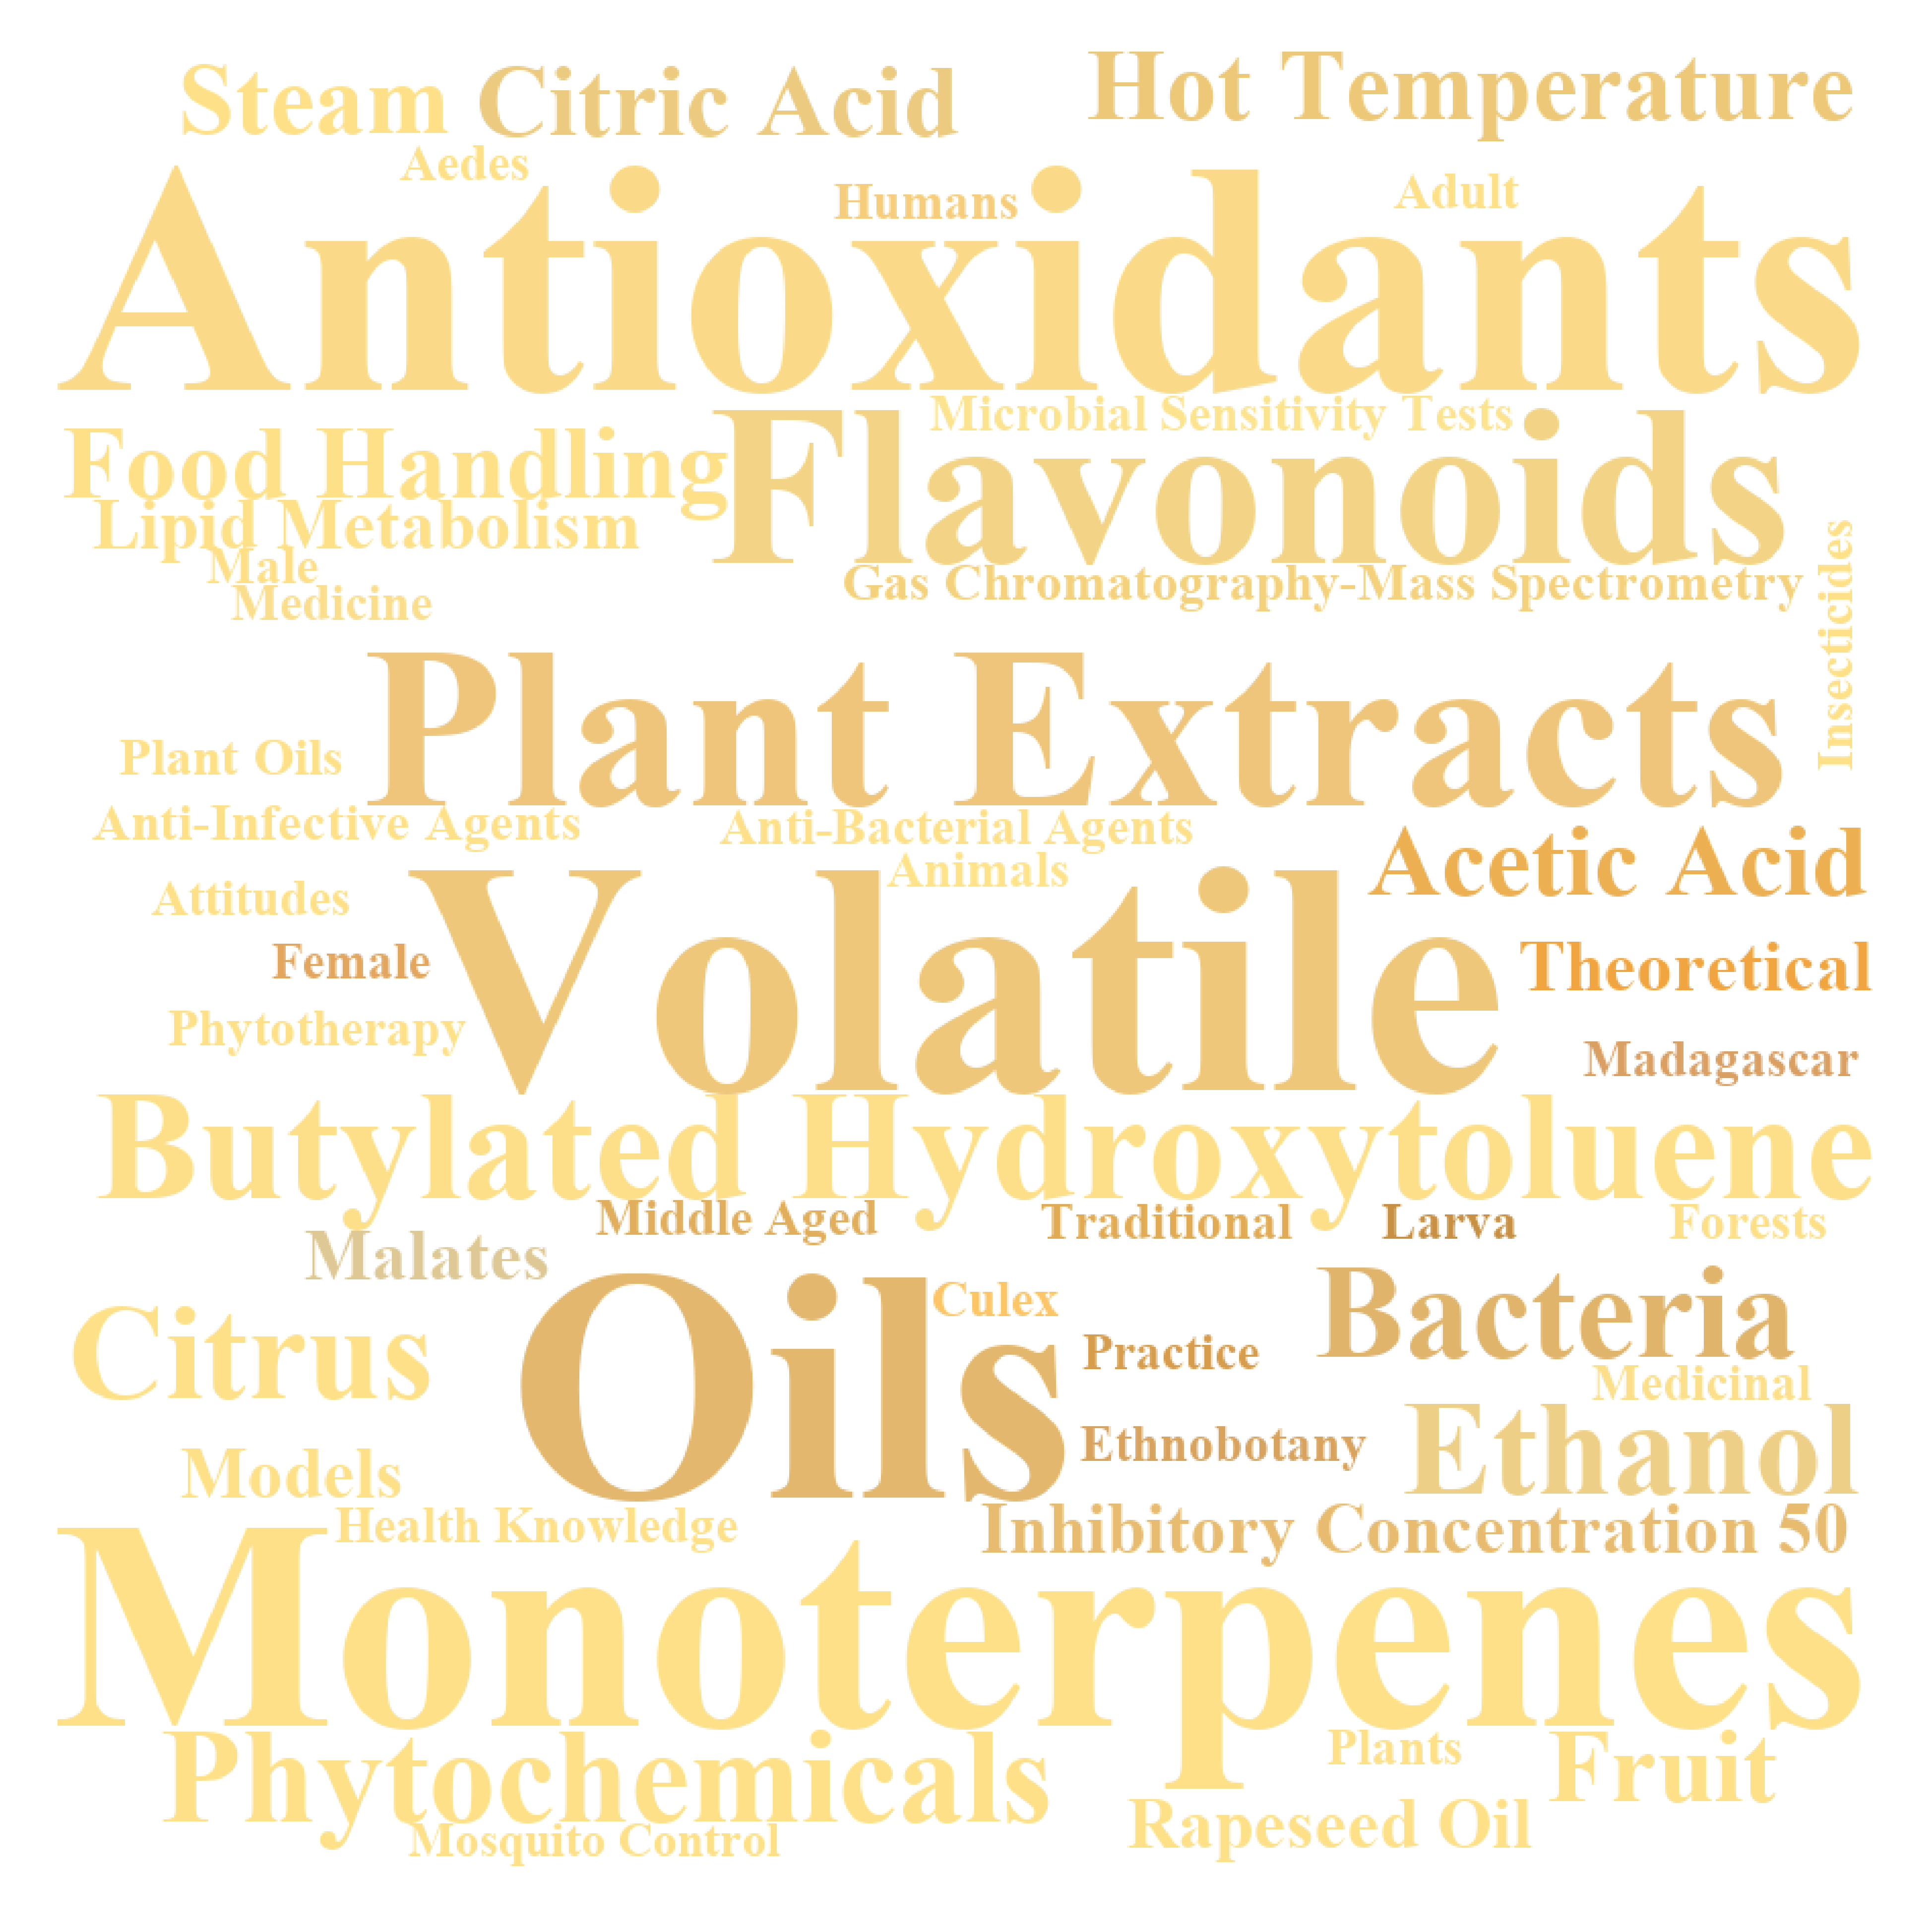 Steam
Citric Acid
Hot Temperature
Aedes
Humans
Adult
Antioxidants
Microbial Sensitivity Tests
Food Handling
Flavonoids
Lipid Metabolism
Male
Medicine
Gas Chromatography-Mass Spectrometry
Insecticides
Plant Extracts
Plant Oils
Anti-Infective Agents
Anti-Bacterial Agents
Animals
Acetic Acid
Attitudes
Volatile
Female
Theoretical
Phytotherapy
Madagascar
Butylated Hydroxytoluene
Middle Aged
Traditional
Larva
Forests
Malates
Oils
Culex
Bacteria
Citrus
Practice
Medicinal
Ethnobotany
Ethanol
Models
Health Knowledge
Inhibitory Concentration 50
Monoterpenes
Phytochemicals
Plants
Fruit
Rapeseed Oil
Mosquito Control